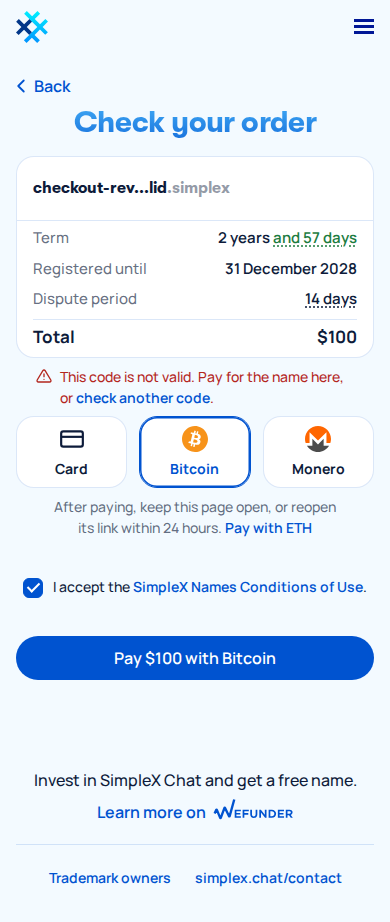 Back
Check your order
checkout-rev...lid.simplex
Term 2 years and 57 days
Registered until 31 December 2028
Dispute period 14 days
Total $100
This code is not valid. Pay for the name here,
or check another code.
Card Bitcoin Monero
After paying, keep this page open, or reopen
its link within 24 hours. Pay with ETH
I accept the SimpleX Names Conditions of Use.
Pay $100 with Bitcoin
Invest in SimpleX Chat and get a free name.
Learn more on WEFUNDER
Trademark owners simplex.chat/contact